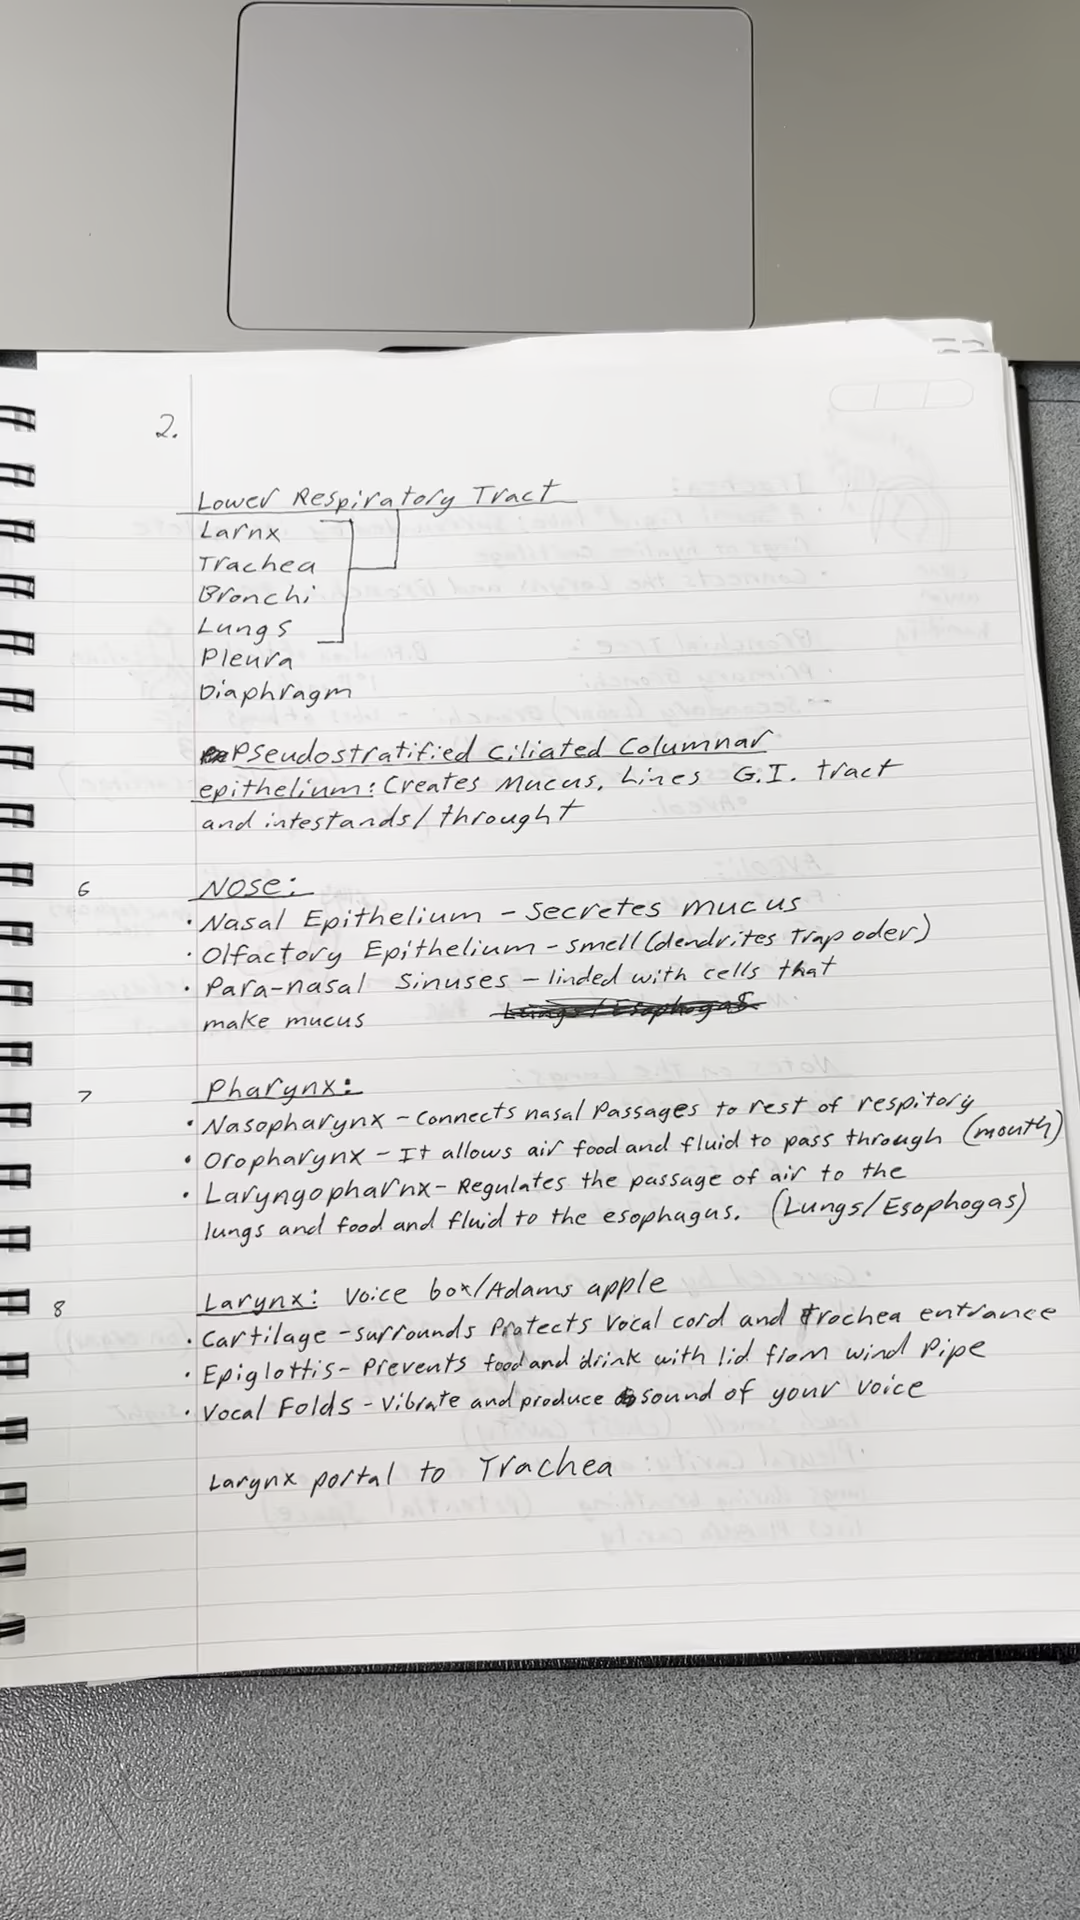 2.
Lower Respiratory Tract
Larnx
Trachea
Bronchi
Lungs
Pleura
Diaphragm
Pseudostratified Ciliated Columnar
epithelium: Creates Mucus, Lines G.I. tract
and intestands/throught
6 Nose:
• Nasal Epithelium - Secretes mucus
• Olfactory Epithelium - smell (dendrites Trap oder)
• Para-nasal Sinuses - linded with cells that
make mucus Lungs/Esophogas
7 Pharynx:
• Nasopharynx - Connects nasal Passages to rest of respitory
• Oropharynx - It allows air food and fluid to pass through (mouth)
• Laryngopharnx - Regulates the passage of air to the
lungs and food and fluid to the esophagus. (Lungs/Esophogas)
8 Larynx: Voice box/Adams apple
• Cartilage - surrounds Protects Vocal cord and Trachea entrance
• Epiglottis - Prevents food and drink with lid from wind Pipe
• Vocal Folds - Vibrate and produce sound of your Voice
Larynx portal to Trachea